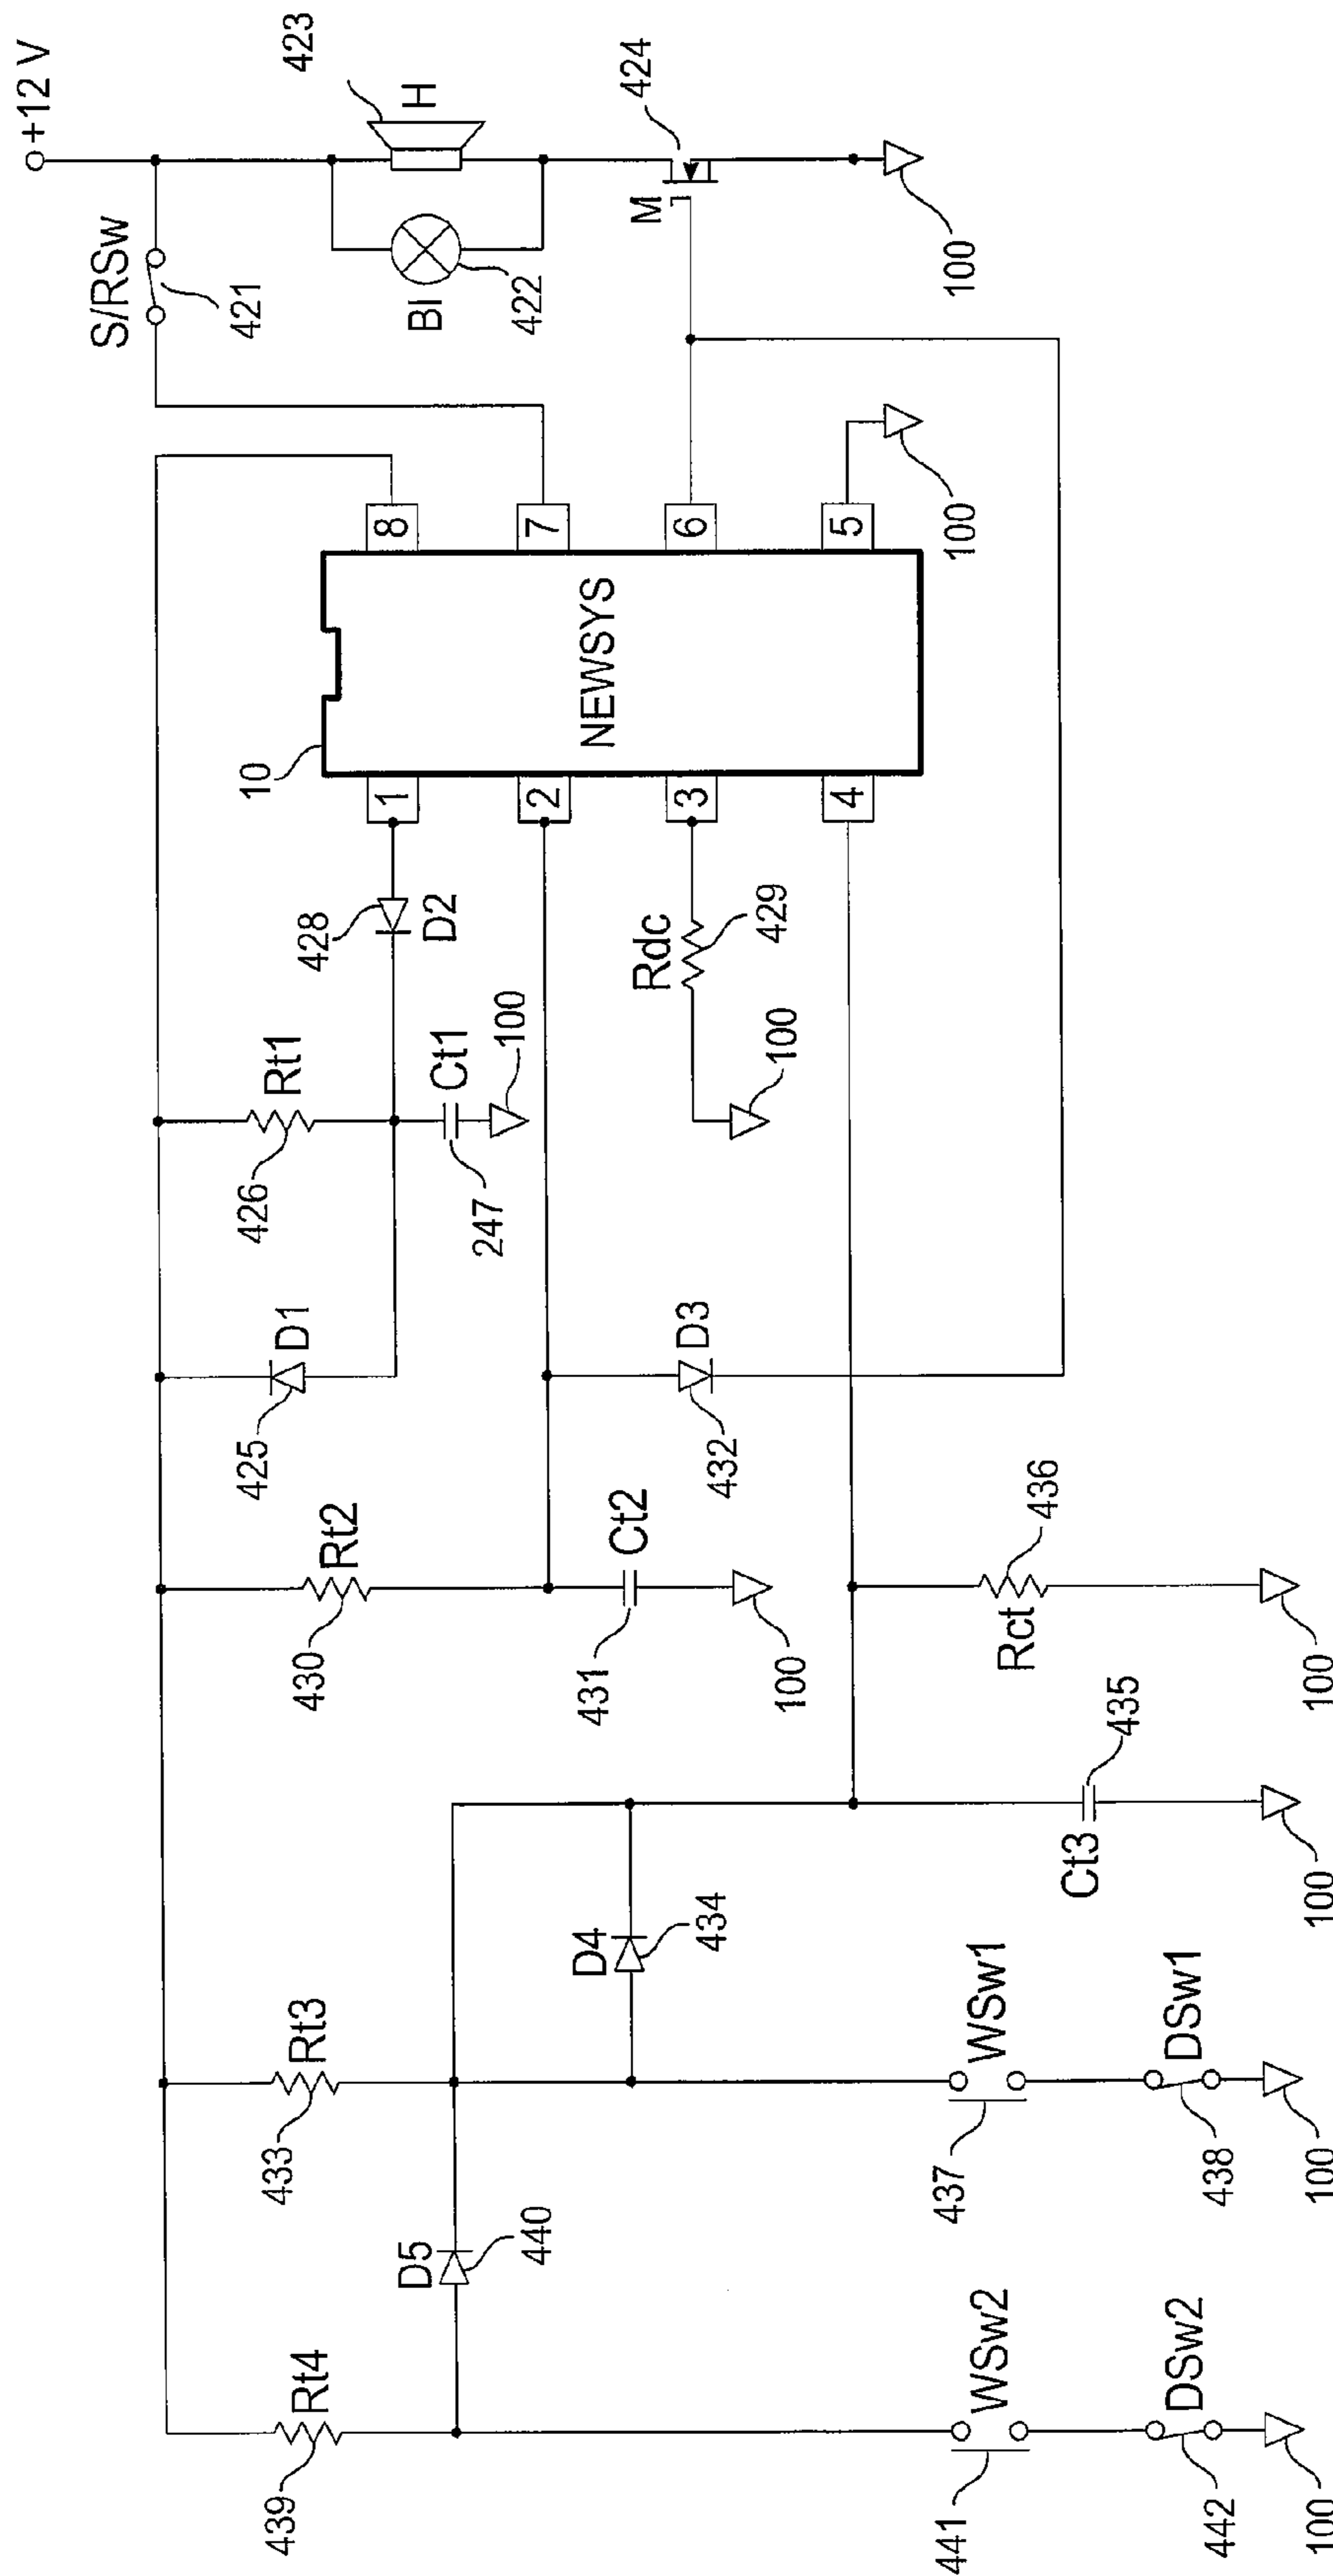 +12 V
S/RSw
421
423
H
BI
422
M
424
100
8
7
6
5
100
NEWSYS
10
1
2
3
4
428
D2
Rt1
426
Ct1
247
100
Rdc
429
100
D1
425
D3
432
Rt2
430
Ct2
431
100
Rct
436
100
Ct3
435
100
D4
434
Rt3
433
WSw1
437
DSw1
438
100
D5
440
Rt4
439
WSw2
441
DSw2
442
100